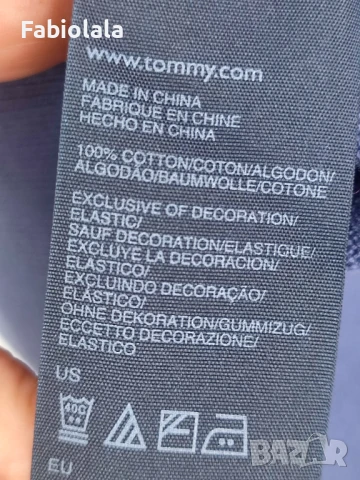 Fabiolala
www.tommy.com
MADE IN CHINA
FABRIQUE EN CHINE
HECHO EN CHINA
100% COTTON/COTON/ALGODON/
ALGODÃO/BAUMWOLLE/COTONE
EXCLUSIVE OF DECORATION/
ELASTIC/
SAUF DECORATION/ELASTIQUE/
EXCLUYE LA DECORACION/
ELASTICO/
EXCLUINDO DECORAÇÃO/
ELÁSTICO/
OHNE DEKORATION/GUMMIZUG/
ECCETTO DECORAZIONE/
ELASTICO
US
40C
EU
BAZAR